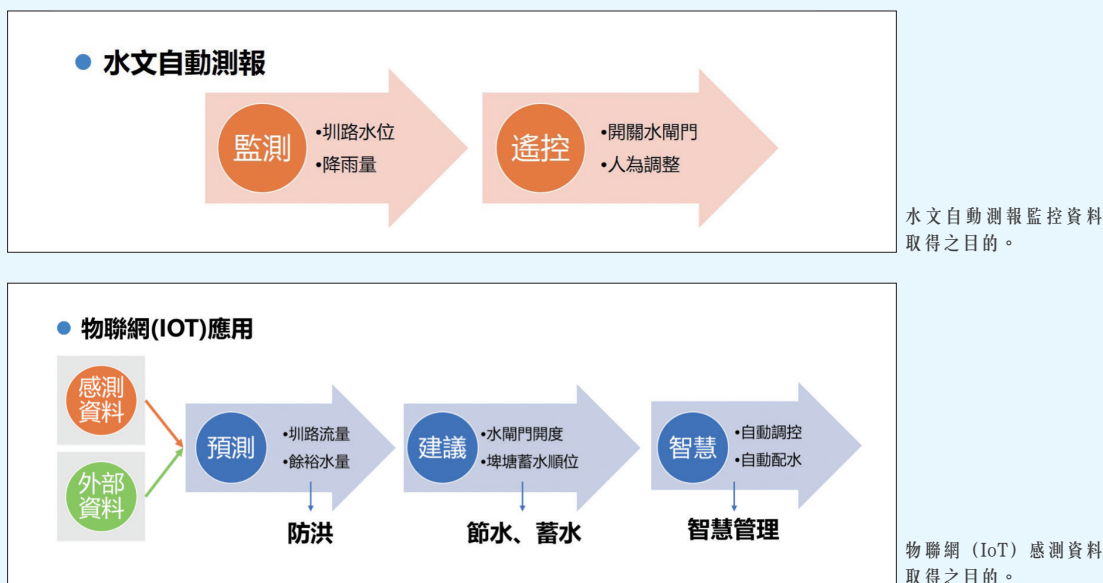 ● 水文自動測報
監測
•圳路水位
•降雨量
遙控
•開關水閘門
•人為調整
水文自動測報監控資料
取得之目的。
● 物聯網(IOT)應用
感測
資料
外部
資料
預測
•圳路流量
•餘裕水量
防洪
建議
•水閘門開度
•埤塘蓄水順位
節水、蓄水
智慧
•自動調控
•自動配水
智慧管理
物聯網（IoT）感測資料
取得之目的。